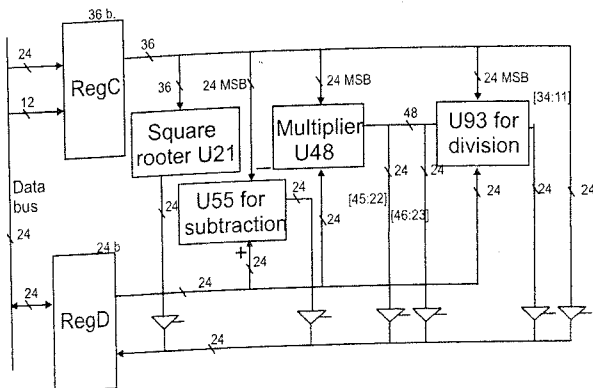 36 b.
24
36
RegC
12
36
24 MSB
24 MSB
24 MSB
[34:11]
Square
rooter U21
Multiplier
U48
48
U93 for
division
Data
bus
24
24
U55 for
subtraction
24
24
[45:22]
24
[46:23]
24
24
24
24
+
24
24 b
24
24
RegD
24